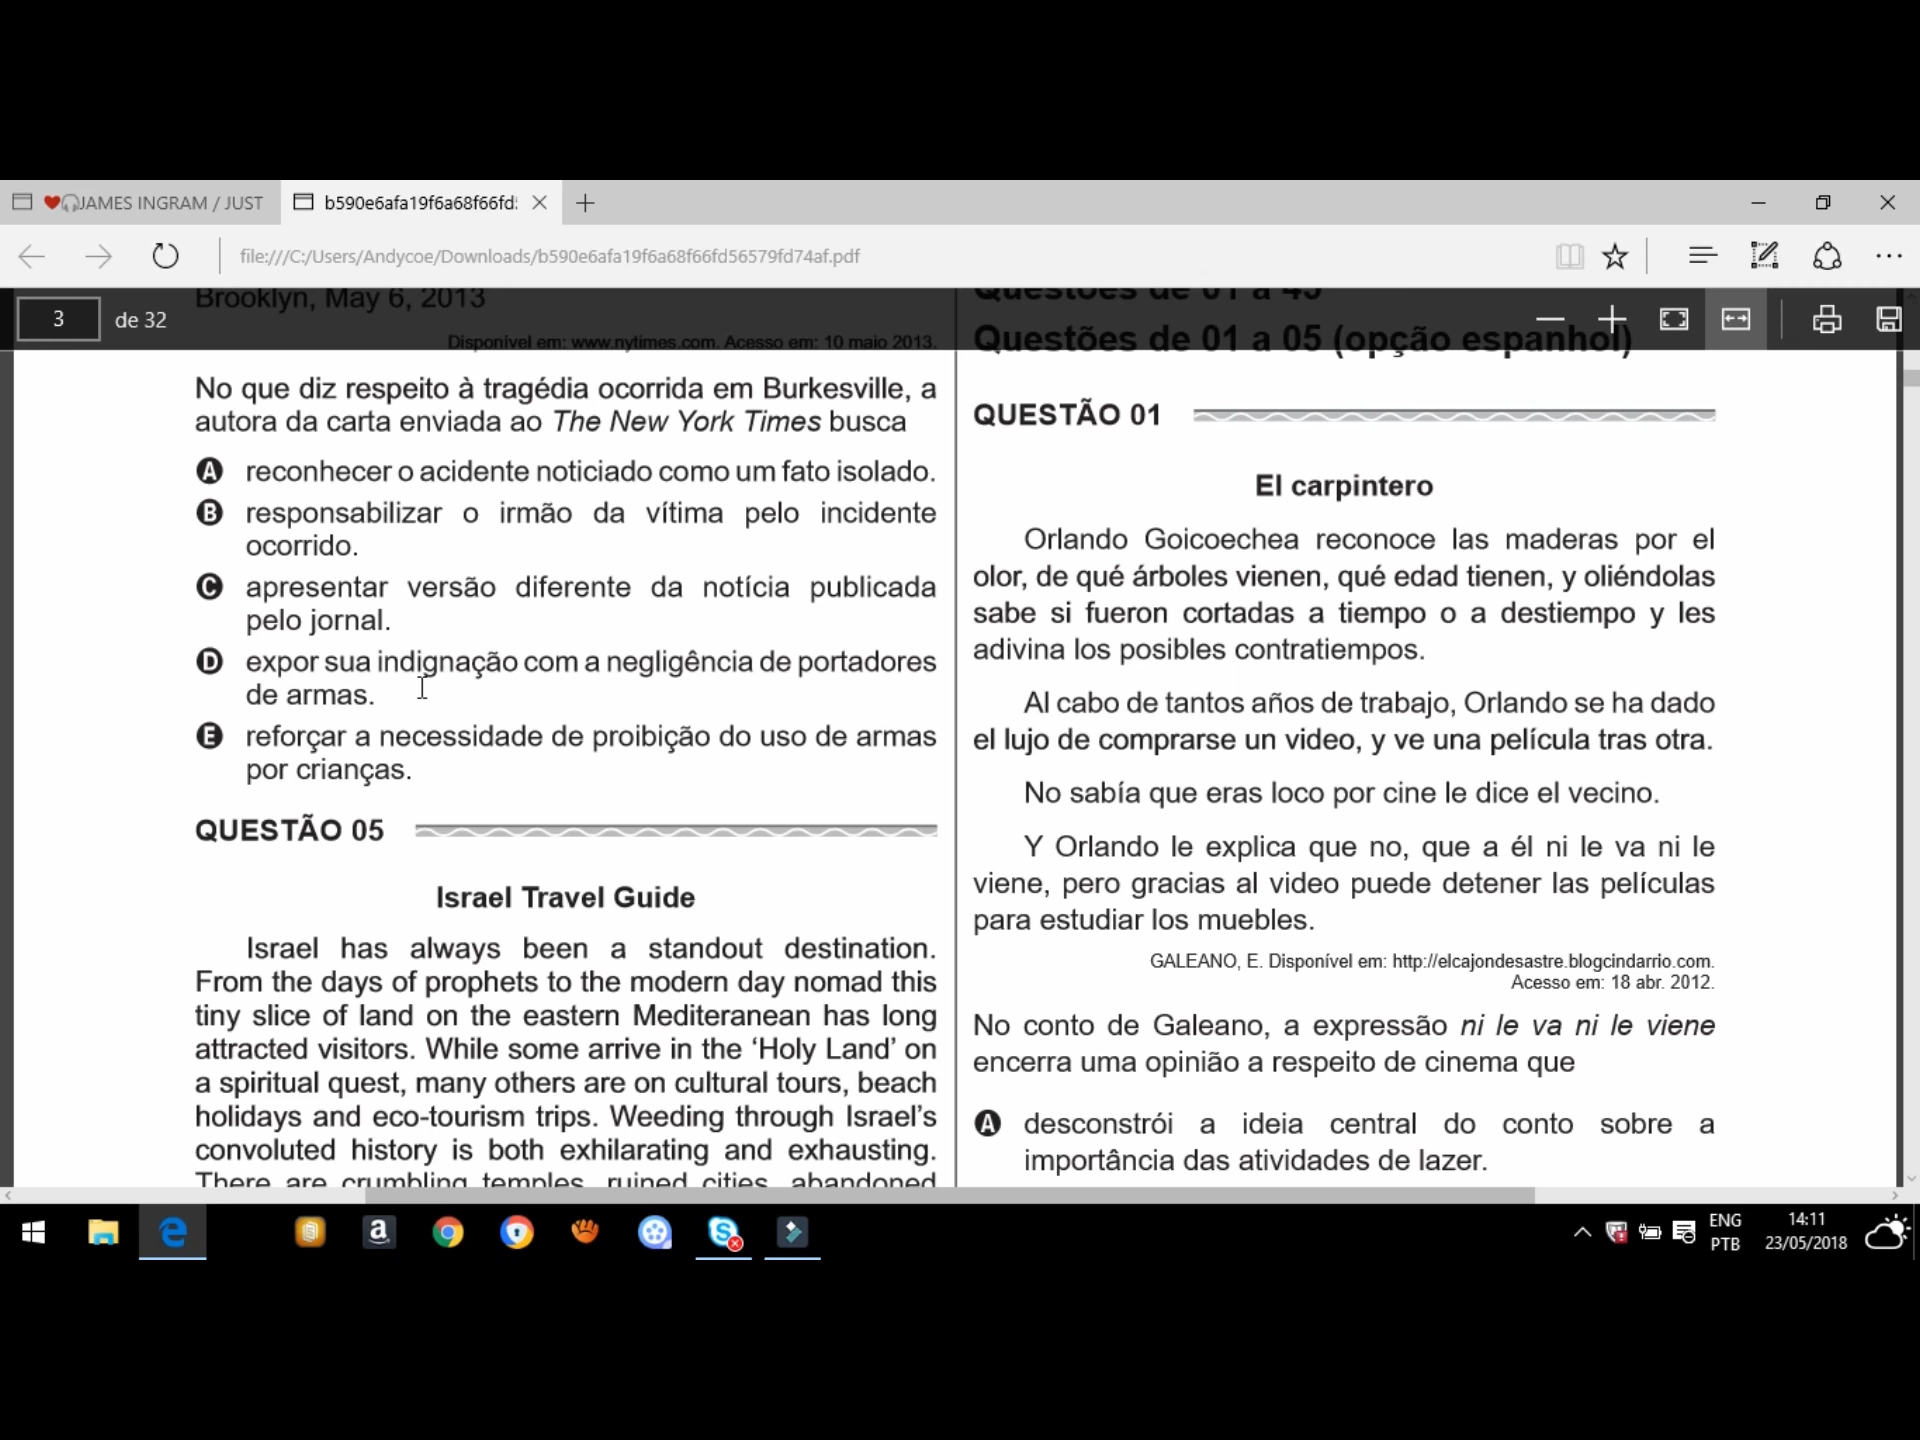 JAMES INGRAM / JUST
b590e6afa19f6a68f66fd
file:///C:/Users/Andycoe/Downloads/b590e6afa19f6a68f66fd56579fd74af.pdf
3 de 32
Brooklyn, May 6, 2013
Disponível em: www.nytimes.com. Acesso em: 10 maio 2013.
No que diz respeito à tragédia ocorrida em Burkesville, a
autora da carta enviada ao The New York Times busca
A reconhecer o acidente noticiado como um fato isolado.
B responsabilizar o irmão da vítima pelo incidente
ocorrido.
C apresentar versão diferente da notícia publicada
pelo jornal.
D expor sua indignação com a negligência de portadores
de armas.
E reforçar a necessidade de proibição do uso de armas
por crianças.
QUESTÃO 05
Israel Travel Guide
Israel has always been a standout destination.
From the days of prophets to the modern day nomad this
tiny slice of land on the eastern Mediteranean has long
attracted visitors. While some arrive in the ‘Holy Land’ on
a spiritual quest, many others are on cultural tours, beach
holidays and eco-tourism trips. Weeding through Israel’s
convoluted history is both exhilarating and exhausting.
There are crumbling temples, ruined cities, abandoned
Questões de 01 a 45
Questões de 01 a 05 (opção espanhol)
QUESTÃO 01
El carpintero
Orlando Goicoechea reconoce las maderas por el
olor, de qué árboles vienen, qué edad tienen, y oliéndolas
sabe si fueron cortadas a tiempo o a destiempo y les
adivina los posibles contratiempos.
Al cabo de tantos años de trabajo, Orlando se ha dado
el lujo de comprarse un video, y ve una película tras otra.
No sabía que eras loco por cine le dice el vecino.
Y Orlando le explica que no, que a él ni le va ni le
viene, pero gracias al video puede detener las películas
para estudiar los muebles.
GALEANO, E. Disponível em: http://elcajondesastre.blogcindarrio.com.
Acesso em: 18 abr. 2012.
No conto de Galeano, a expressão ni le va ni le viene
encerra uma opinião a respeito de cinema que
A desconstrói a ideia central do conto sobre a
importância das atividades de lazer.
ENG
PTB
14:11
23/05/2018